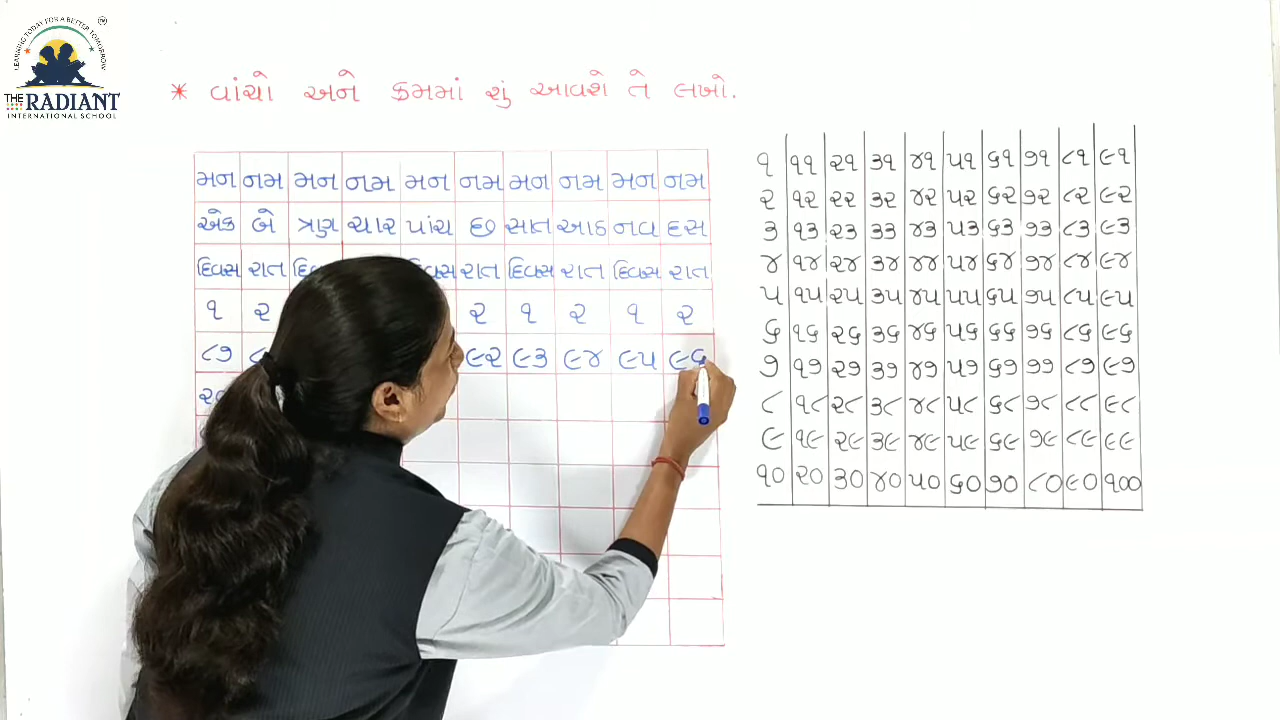 LEARNING TODAY FOR A BETTER TOMORROW
THE RADIANT
INTERNATIONAL SCHOOL
* વાંચો અને ક્રમમાં શું આવશે તે લખો.
મન નમ મન નમ મન નમ મન નમ મન નમ
એક બે ત્રણ ચાર પાંચ છ સાત આઠ નવ દસ
દિવસ રાત રાત દિવસ રાત દિવસ રાત
૧ ૨ ૨ ૧ ૨ ૧ ૨
૮૭ ૯૨ ૯૩ ૯૪ ૯૫ ૯૬
૧ ૧૧ ૨૧ ૩૧ ૪૧ ૫૧ ૬૧ ૭૧ ૮૧ ૯૧
૨ ૧૨ ૨૨ ૩૨ ૪૨ ૫૨ ૬૨ ૭૨ ૮૨ ૯૨
૩ ૧૩ ૨૩ ૩૩ ૪૩ ૫૩ ૬૩ ૭૩ ૮૩ ૯૩
૪ ૧૪ ૨૪ ૩૪ ૪૪ ૫૪ ૬૪ ૭૪ ૮૪ ૯૪
૫ ૧૫ ૨૫ ૩૫ ૪૫ ૫૫ ૬૫ ૭૫ ૮૫ ૯૫
૬ ૧૬ ૨૬ ૩૬ ૪૬ ૫૬ ૬૬ ૭૬ ૮૬ ૯૬
૭ ૧૭ ૨૭ ૩૭ ૪૭ ૫૭ ૬૭ ૭૭ ૮૭ ૯૭
૮ ૧૮ ૨૮ ૩૮ ૪૮ ૫૮ ૬૮ ૭૮ ૮૮ ૯૮
૯ ૧૯ ૨૯ ૩૯ ૪૯ ૫૯ ૬૯ ૭૯ ૮૯ ૯૯
૧૦ ૨૦ ૩૦ ૪૦ ૫૦ ૬૦ ૭૦ ૮૦ ૯૦ ૧૦૦